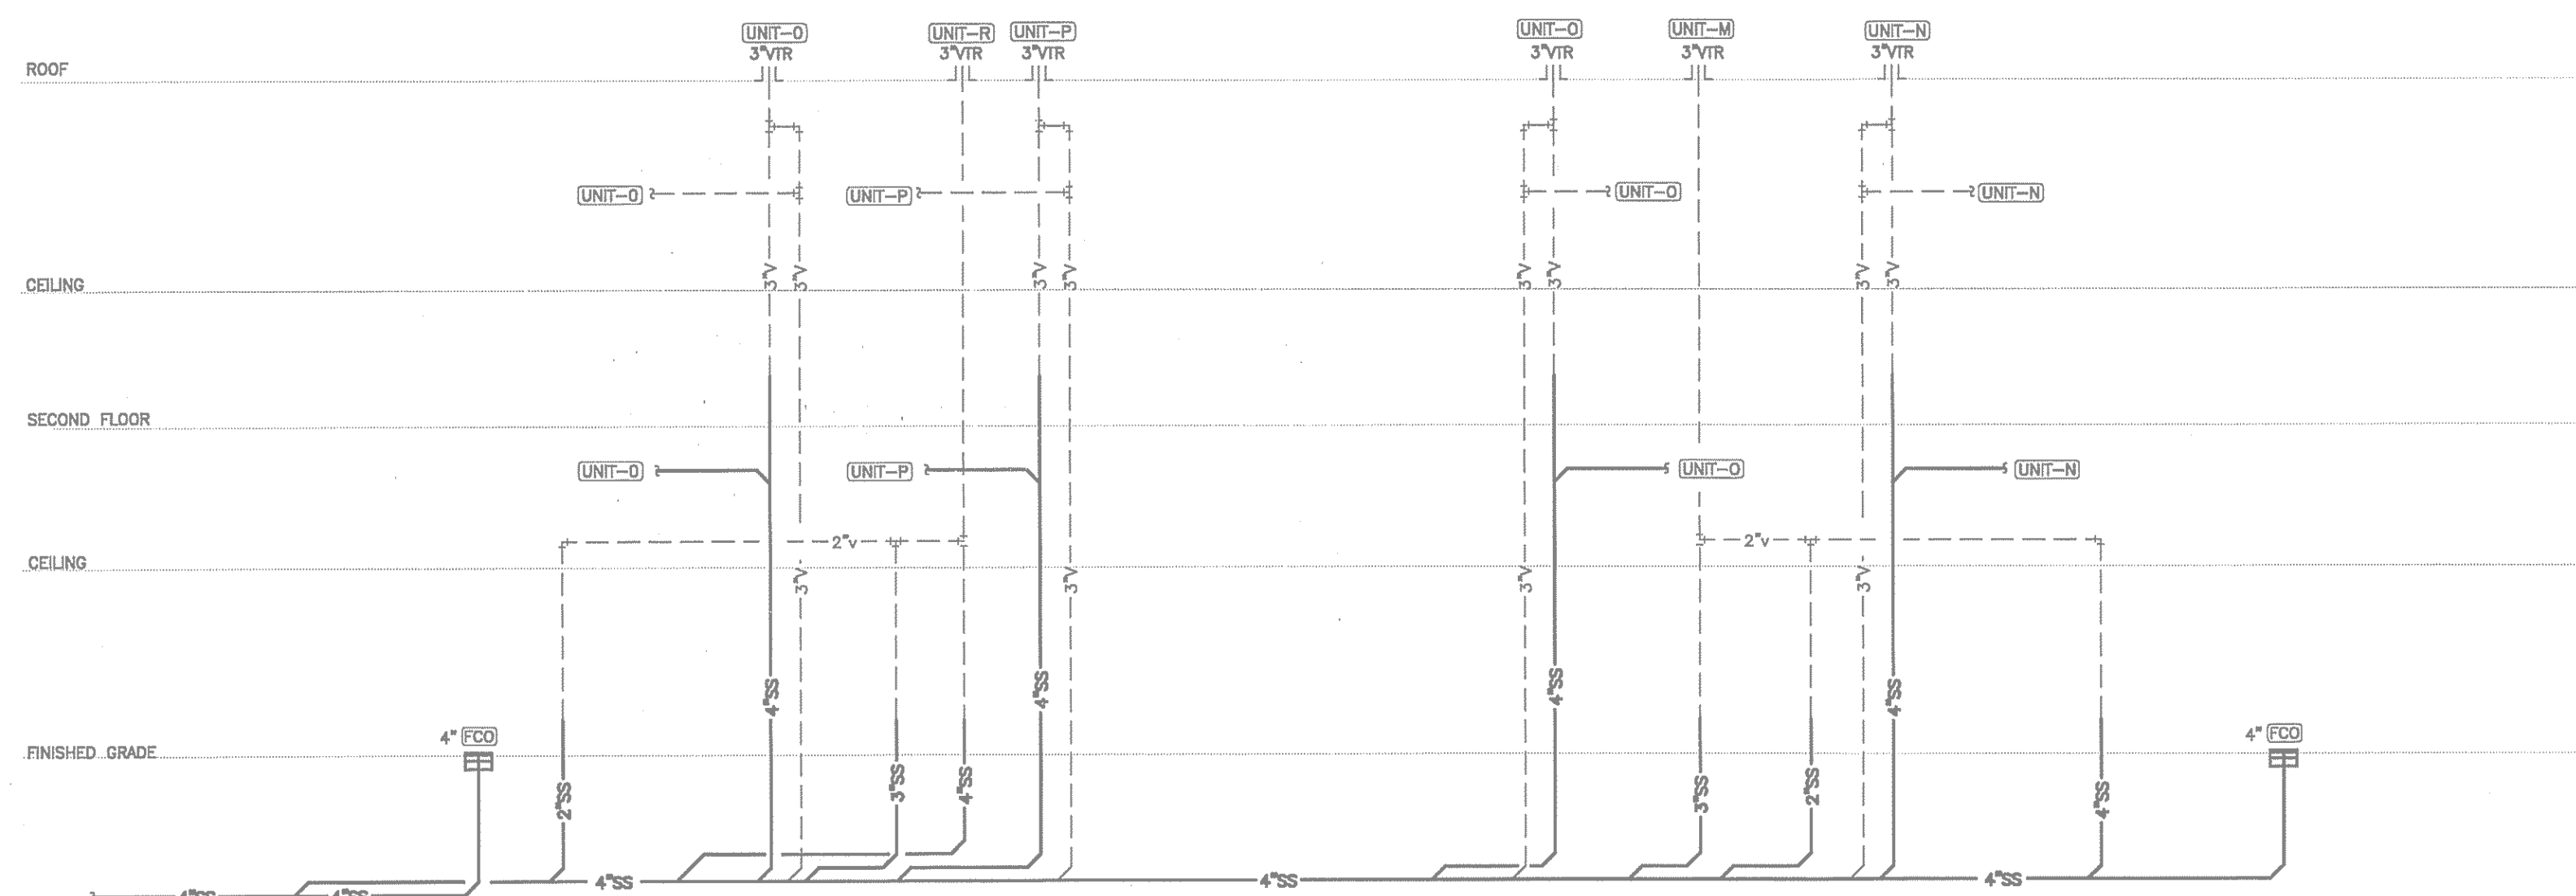 UNIT-O UNIT-R UNIT-P UNIT-O UNIT-M UNIT-N
3"VTR 3"VTR 3"VTR 3"VTR 3"VTR 3"VTR
ROOF
UNIT-O UNIT-P UNIT-O UNIT-N
3"V 3"V 3"V 3"V 3"V 3"V 3"V 3"V
CEILING
SECOND FLOOR
UNIT-O UNIT-P UNIT-O UNIT-N
2"v 2"v
CEILING
3"V 3"V 3"V 3"V
4"SS 4"SS 4"SS 4"SS
4" FCO 4" FCO
FINISHED GRADE
2"SS 3"SS 4"SS 3"SS 2"SS 4"SS
4"SS 4"SS 4"SS
4"SS 4"SS